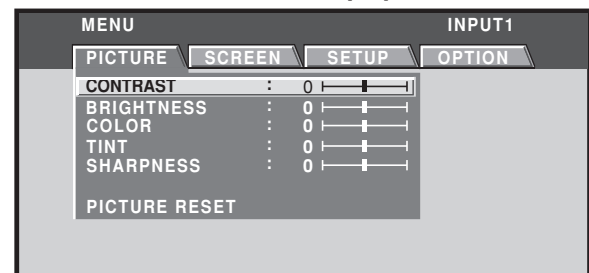 MENU INPUT1
PICTURE SCREEN SETUP OPTION
CONTRAST : 0
BRIGHTNESS : 0
COLOR : 0
TINT : 0
SHARPNESS : 0
PICTURE RESET